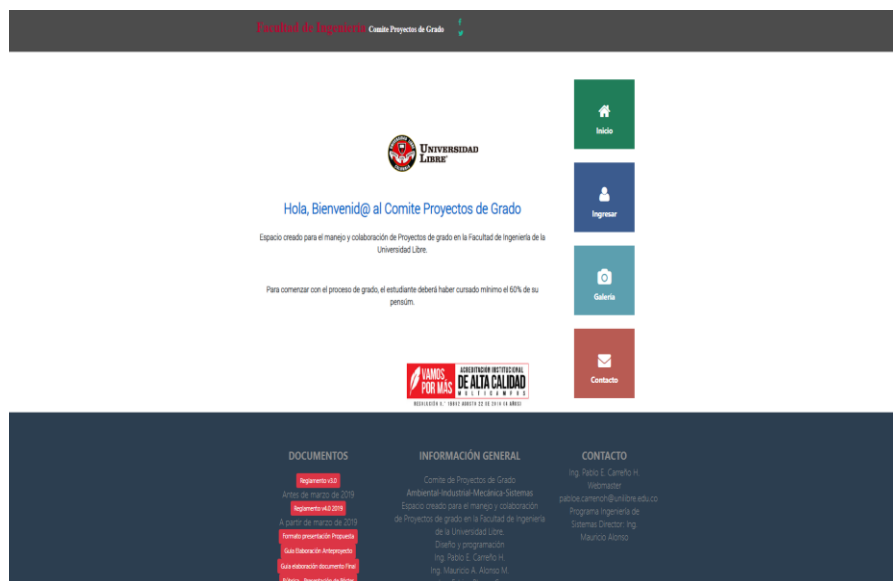 Facultad de Ingeniería Comite Proyectos de Grado
Inicio
UNIVERSIDAD
LIBRE
Hola, Bienvenid@ al Comite Proyectos de Grado
Espacio creado para el manejo y colaboración de Proyectos de grado en la Facultad de Ingeniería de la
Universidad Libre.
Ingresar
Para comenzar con el proceso de grado, el estudiante deberá haber cursado mínimo el 60% de su
pensúm.
Galería
VAMOS
POR MÁS
ACREDITACIÓN INSTITUCIONAL
DE ALTA CALIDAD
MULTICAMPUS
Contacto
DOCUMENTOS
Reglamento v3.0
Antes de marzo de 2019
Reglamento v4.0 2019
A partir de marzo de 2019
Formato presentación Propuesta
Guia Elaboración Anteproyecto
Guia elaboración documento Final
INFORMACIÓN GENERAL
Comite de Proyectos de Grado
Ambiental-Industrial-Mecánica-Sistemas
Espacio creado para el manejo y colaboración
de Proyectos de grado en la Facultad de Ingeniería
de la Universidad Libre.
Diseño y programación
Ing. Pablo E. Carreño H.
Ing. Mauricio A. Alonso M.
CONTACTO
Ing. Pablo E. Carreño H.
Webmaster
Programa Ingeniería de
Sistemas Director: Ing.
Mauricio Alonso